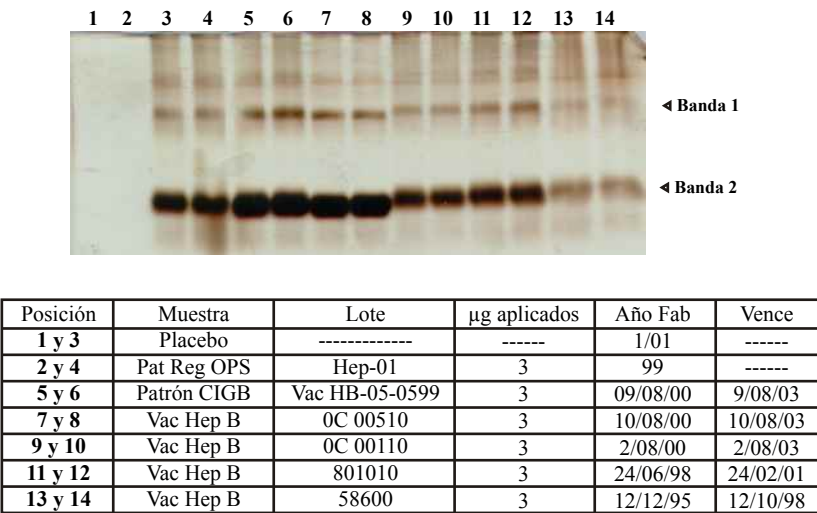 1 2 3 4 5 6 7 8 9 10 11 12 13 14
Banda 1
Banda 2
Posición Muestra Lote µg aplicados Año Fab Vence
1 y 3 Placebo ------------- ------ 1/01 ------
2 y 4 Pat Reg OPS Hep-01 3 99 ------
5 y 6 Patrón CIGB Vac HB-05-0599 3 09/08/00 9/08/03
7 y 8 Vac Hep B 0C 00510 3 10/08/00 10/08/03
9 y 10 Vac Hep B 0C 00110 3 2/08/00 2/08/03
11 y 12 Vac Hep B 801010 3 24/06/98 24/02/01
13 y 14 Vac Hep B 58600 3 12/12/95 12/10/98